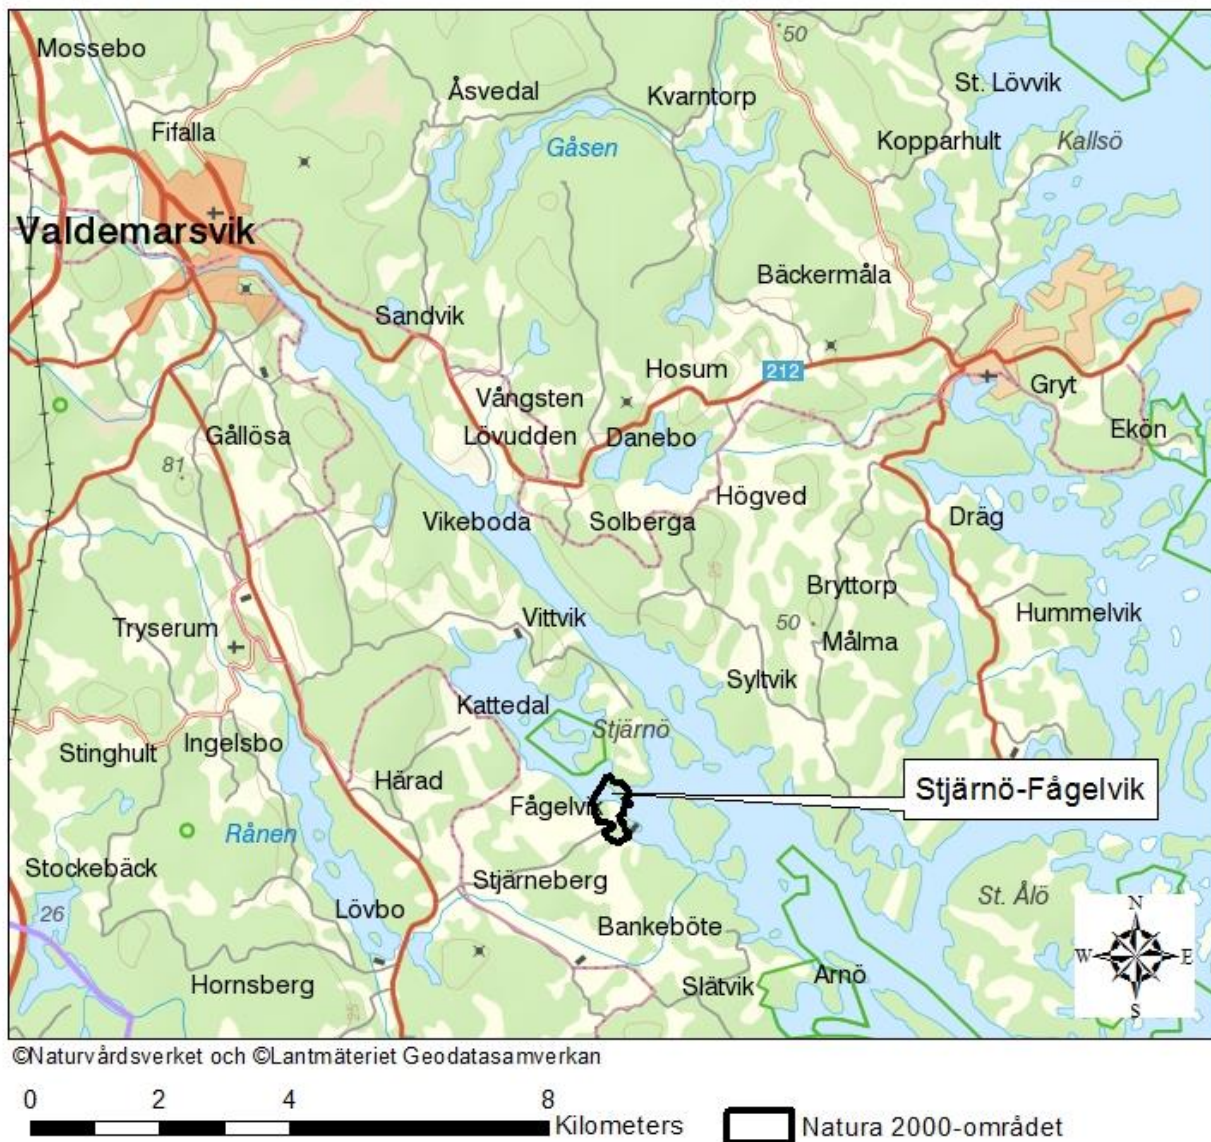 Mossebo
50
St. Lövvik
Åsvedal
Kvarntorp
Fifalla
Kopparhult
Kallsö
Gåsen
Valdemarsvik
Bäckermåla
Sandvik
Hosum
212
Vångsten
Gryt
Gållösa
Lövudden
Danebo
Ekön
81
Högved
Vikeboda
Solberga
Dräg
25
Bryttorp
Vittvik
50
Hummelvik
Tryserum
Målma
Syltvik
Kattedal
Stjärnö
Stinghult
Ingelsbo
Härad
Stjärnö-Fågelvik
Fågelvik
Rånen
Stockebäck
Stjärneberg
St. Ålö
26
Lövbo
Bankeböte
N
W E
S
Hornsberg
Slätvik
Arnö
25
©Naturvårdsverket och ©Lantmäteriet Geodatasamverkan
0 2 4 8
Kilometers
Natura 2000-området